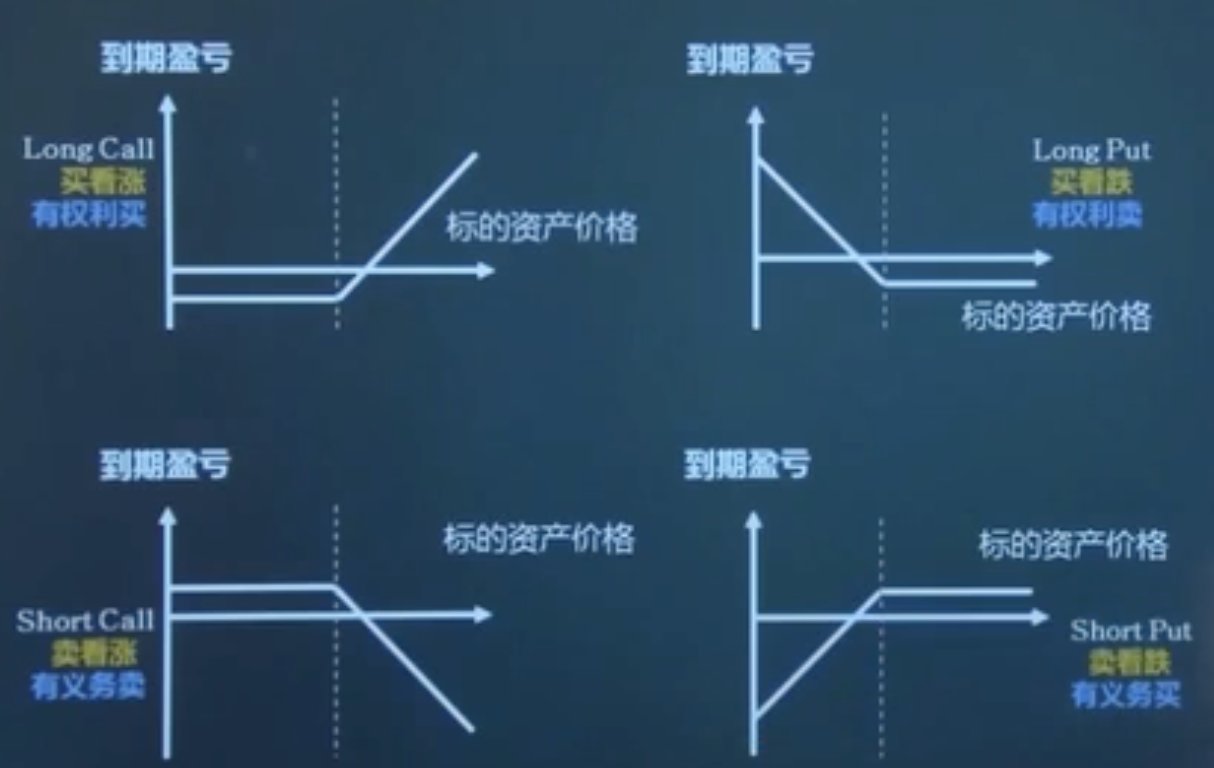 到期盈亏
Long Call
买看涨
有权利买
标的资产价格
到期盈亏
Long Put
买看跌
有权利卖
标的资产价格
到期盈亏
标的资产价格
Short Call
卖看涨
有义务卖
到期盈亏
标的资产价格
Short Put
卖看跌
有义务买